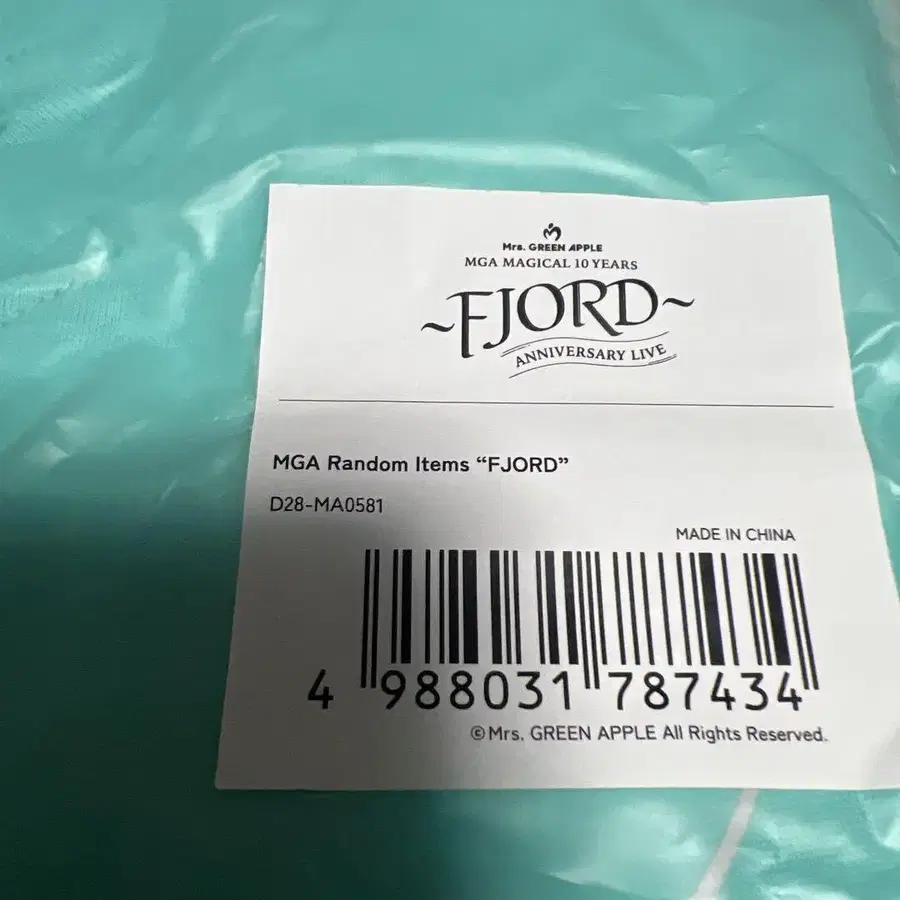 Mrs. GREEN APPLE
MGA MAGICAL 10 YEARS
~FJORD~
ANNIVERSARY LIVE
MGA Random Items “FJORD”
D28-MA0581
MADE IN CHINA
4 988031 787434
©Mrs. GREEN APPLE All Rights Reserved.